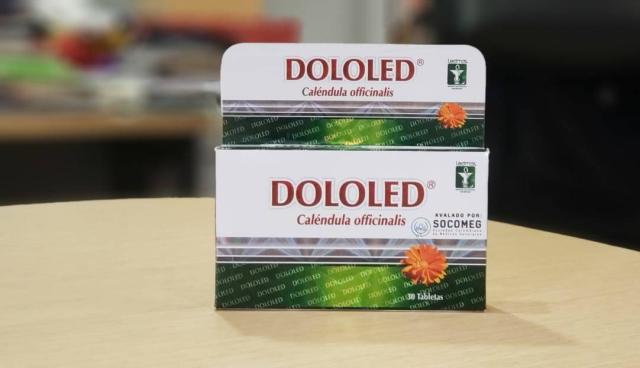 DOLOLED®
Caléndula officinalis
DOLOLED®
Caléndula officinalis
AVALADO POR:
SOCOMEG
30 Tabletas